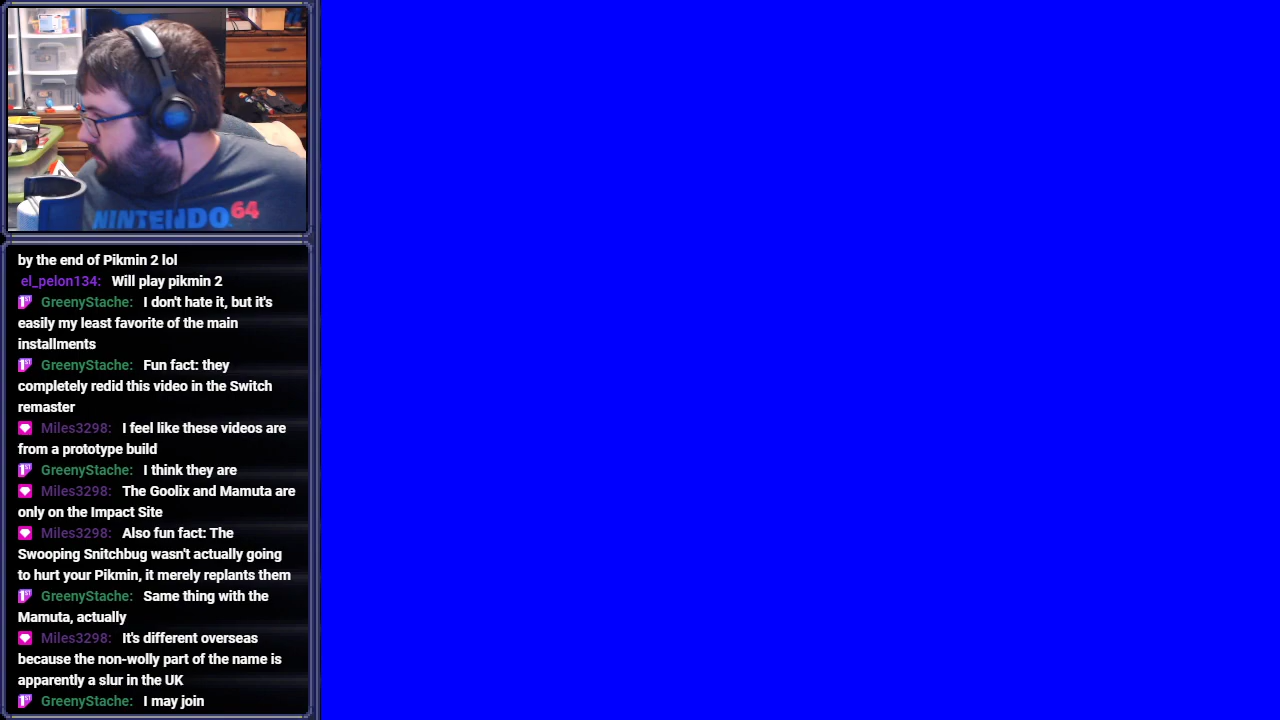 NINTENDO 64
by the end of Pikmin 2 lol
el_pelon134: Will play pikmin 2
GreenyStache: I don't hate it, but it's
easily my least favorite of the main
installments
GreenyStache: Fun fact: they
completely redid this video in the Switch
remaster
Miles3298: I feel like these videos are
from a prototype build
GreenyStache: I think they are
Miles3298: The Goolix and Mamuta are
only on the Impact Site
Miles3298: Also fun fact: The
Swooping Snitchbug wasn't actually going
to hurt your Pikmin, it merely replants them
GreenyStache: Same thing with the
Mamuta, actually
Miles3298: It's different overseas
because the non-wolly part of the name is
apparently a slur in the UK
GreenyStache: I may join